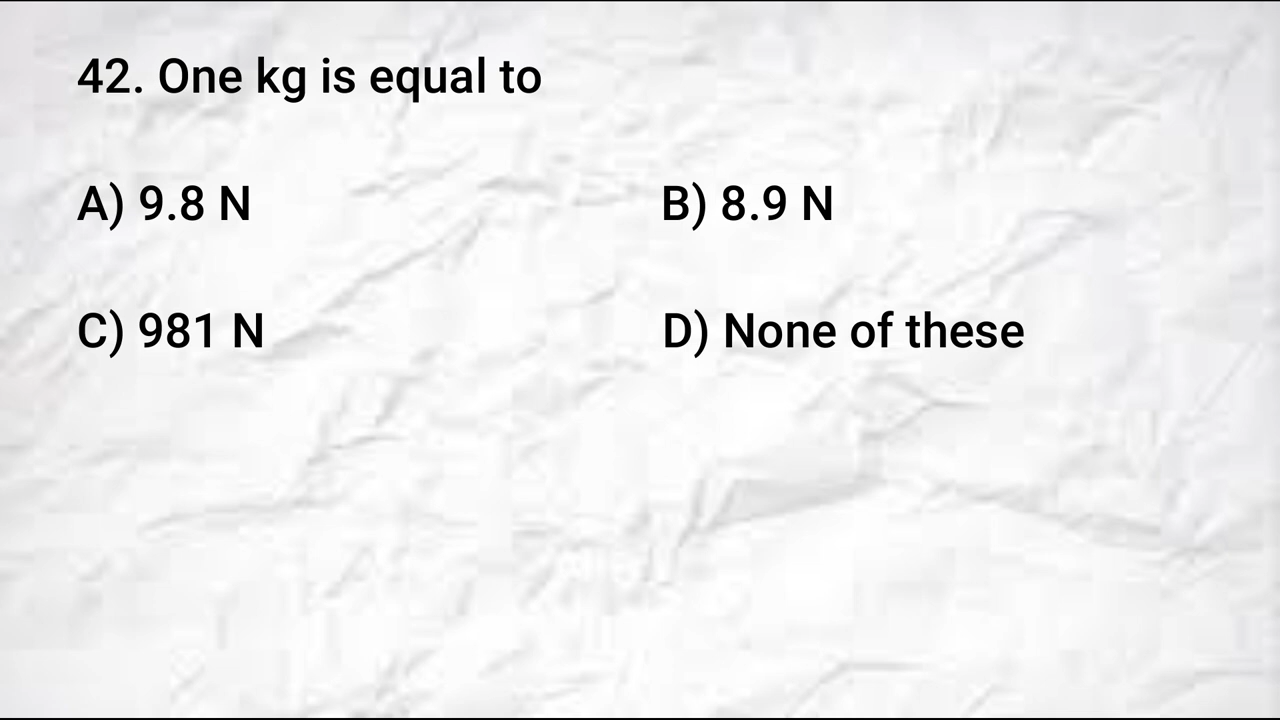 42. One kg is equal to
A) 9.8 N B) 8.9 N
C) 981 N D) None of these